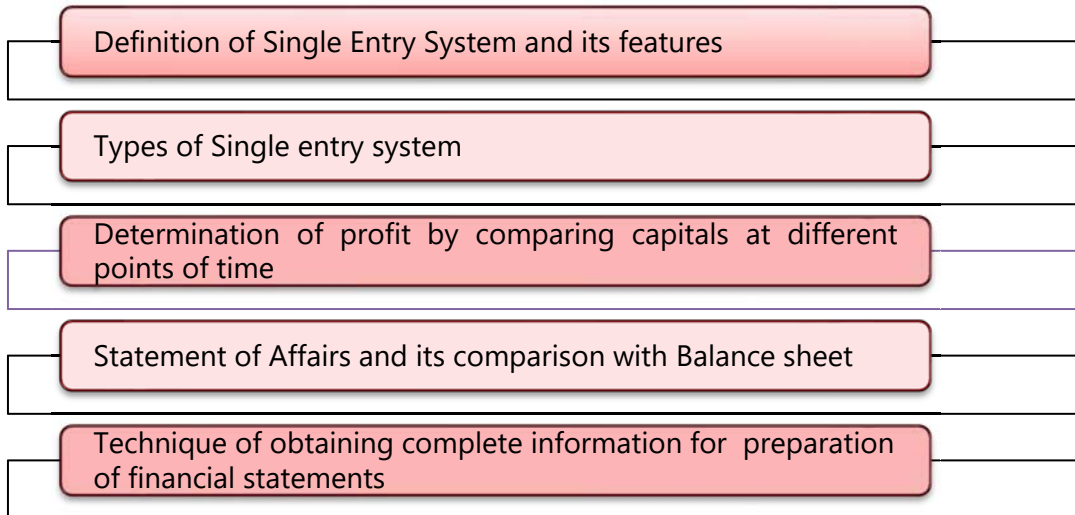 Definition of Single Entry System and its features
Types of Single entry system
Determination of profit by comparing capitals at different
points of time
Statement of Affairs and its comparison with Balance sheet
Technique of obtaining complete information for preparation
of financial statements